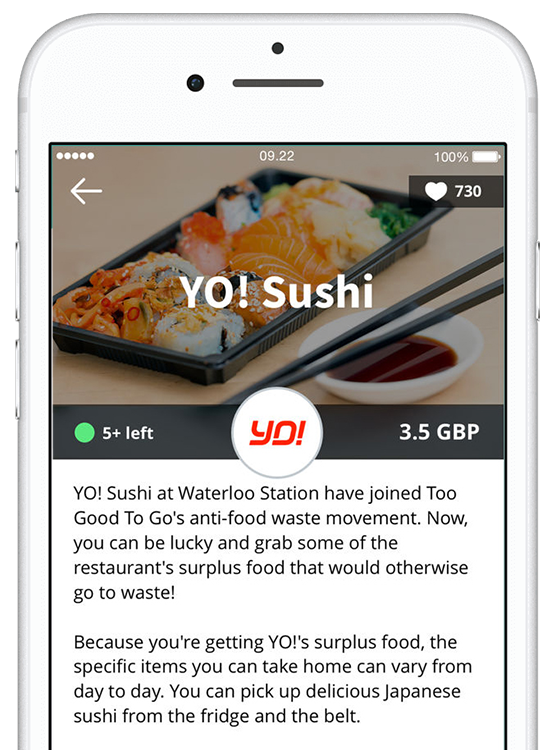 09.22
100%
730
YO! Sushi
5+ left
YO!
3.5 GBP
YO! Sushi at Waterloo Station have joined Too
Good To Go's anti-food waste movement. Now,
you can be lucky and grab some of the
restaurant's surplus food that would otherwise
go to waste!
Because you're getting YO!'s surplus food, the
specific items you can take home can vary from
day to day. You can pick up delicious Japanese
sushi from the fridge and the belt.